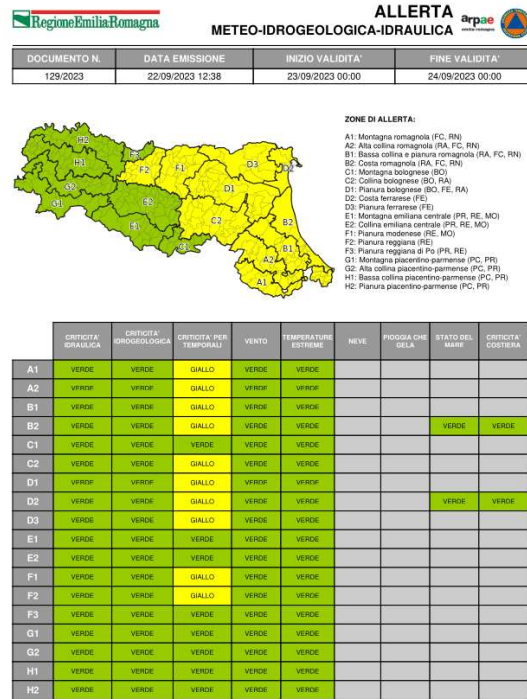 RegioneEmiliaRomagna
ALLERTA
METEO-IDROGEOLOGICA-IDRAULICA
arpae
DOCUMENTO N. DATA EMISSIONE INIZIO VALIDITA' FINE VALIDITA'
129/2023 22/09/2023 12:38 23/09/2023 00:00 24/09/2023 00:00
ZONE DI ALLERTA:
A1: Montagna romagnola (FC, RN)
A2: Alta collina romagnola (RA, FC, RN)
B1: Bassa collina e pianura romagnola (RA, FC, RN)
B2: Costa romagnola (RA, FC, RN)
C1: Montagna bolognese (BO)
C2: Collina bolognese (BO, RA)
D1: Pianura bolognese (BO, FE, RA)
D2: Costa ferrarese (FE)
D3: Pianura ferrarese (FE)
E1: Montagna emiliana centrale (PR, RE, MO)
E2: Collina emiliana centrale (PR, RE, MO)
F1: Pianura modenese (RE, MO)
F2: Pianura reggiana (RE)
F3: Pianura reggiana di Po (PR, RE)
G1: Montagna piacentino-parmense (PC, PR)
G2: Alta collina piacentino-parmense (PC, PR)
H1: Bassa collina piacentino-parmense (PC, PR)
H2: Pianura piacentino-parmense (PC, PR)
H2
F3
H1
F2
F1
D3
D2
G2
D1
G1
E2
C2
B2
E1
C1
B1
A2
A1
CRITICITA' IDRAULICA CRITICITA' IDROGEOLOGICA CRITICITA' PER TEMPORALI VENTO TEMPERATURE ESTREME NEVE PIOGGIA CHE GELA STATO DEL MARE CRITICITA' COSTIERA
A1 VERDE VERDE GIALLO VERDE VERDE
A2 VERDE VERDE GIALLO VERDE VERDE
B1 VERDE VERDE GIALLO VERDE VERDE
B2 VERDE VERDE GIALLO VERDE VERDE VERDE VERDE
C1 VERDE VERDE VERDE VERDE VERDE
C2 VERDE VERDE GIALLO VERDE VERDE
D1 VERDE VERDE GIALLO VERDE VERDE
D2 VERDE VERDE GIALLO VERDE VERDE VERDE VERDE
D3 VERDE VERDE GIALLO VERDE VERDE
E1 VERDE VERDE VERDE VERDE VERDE
E2 VERDE VERDE VERDE VERDE VERDE
F1 VERDE VERDE GIALLO VERDE VERDE
F2 VERDE VERDE GIALLO VERDE VERDE
F3 VERDE VERDE VERDE VERDE VERDE
G1 VERDE VERDE VERDE VERDE VERDE
G2 VERDE VERDE VERDE VERDE VERDE
H1 VERDE VERDE VERDE VERDE VERDE
H2 VERDE VERDE VERDE VERDE VERDE